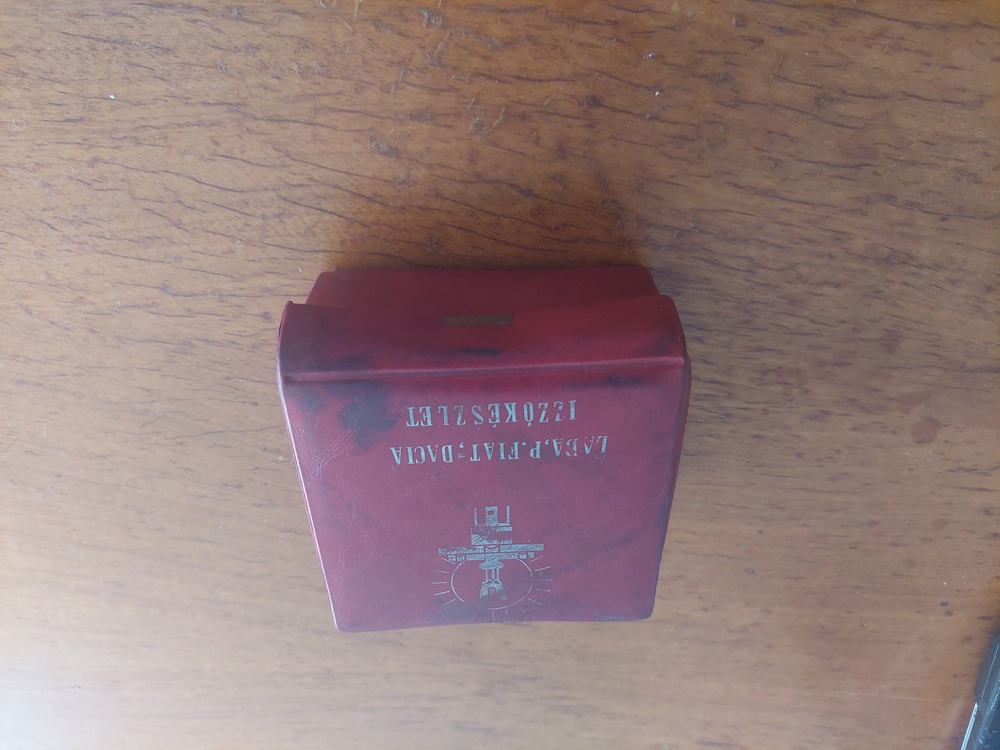 LADA, P.FIAT, DACIA
IZZÓKÉSZLET